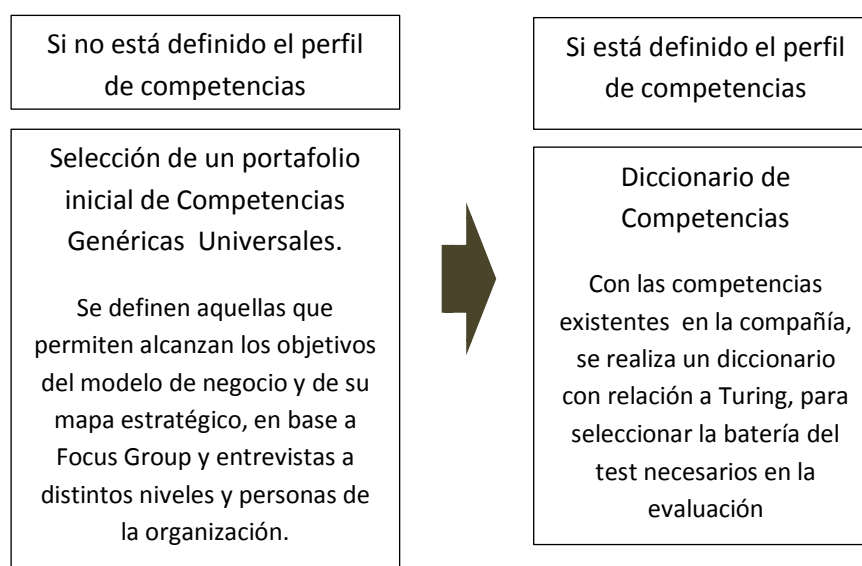 Si no está definido el perfil
de competencias
Selección de un portafolio
inicial de Competencias
Genéricas Universales.
Se definen aquellas que
permiten alcanzan los objetivos
del modelo de negocio y de su
mapa estratégico, en base a
Focus Group y entrevistas a
distintos niveles y personas de
la organización.
Si está definido el perfil
de competencias
Diccionario de
Competencias
Con las competencias
existentes en la compañía,
se realiza un diccionario
con relación a Turing, para
seleccionar la batería del
test necesarios en la
evaluación